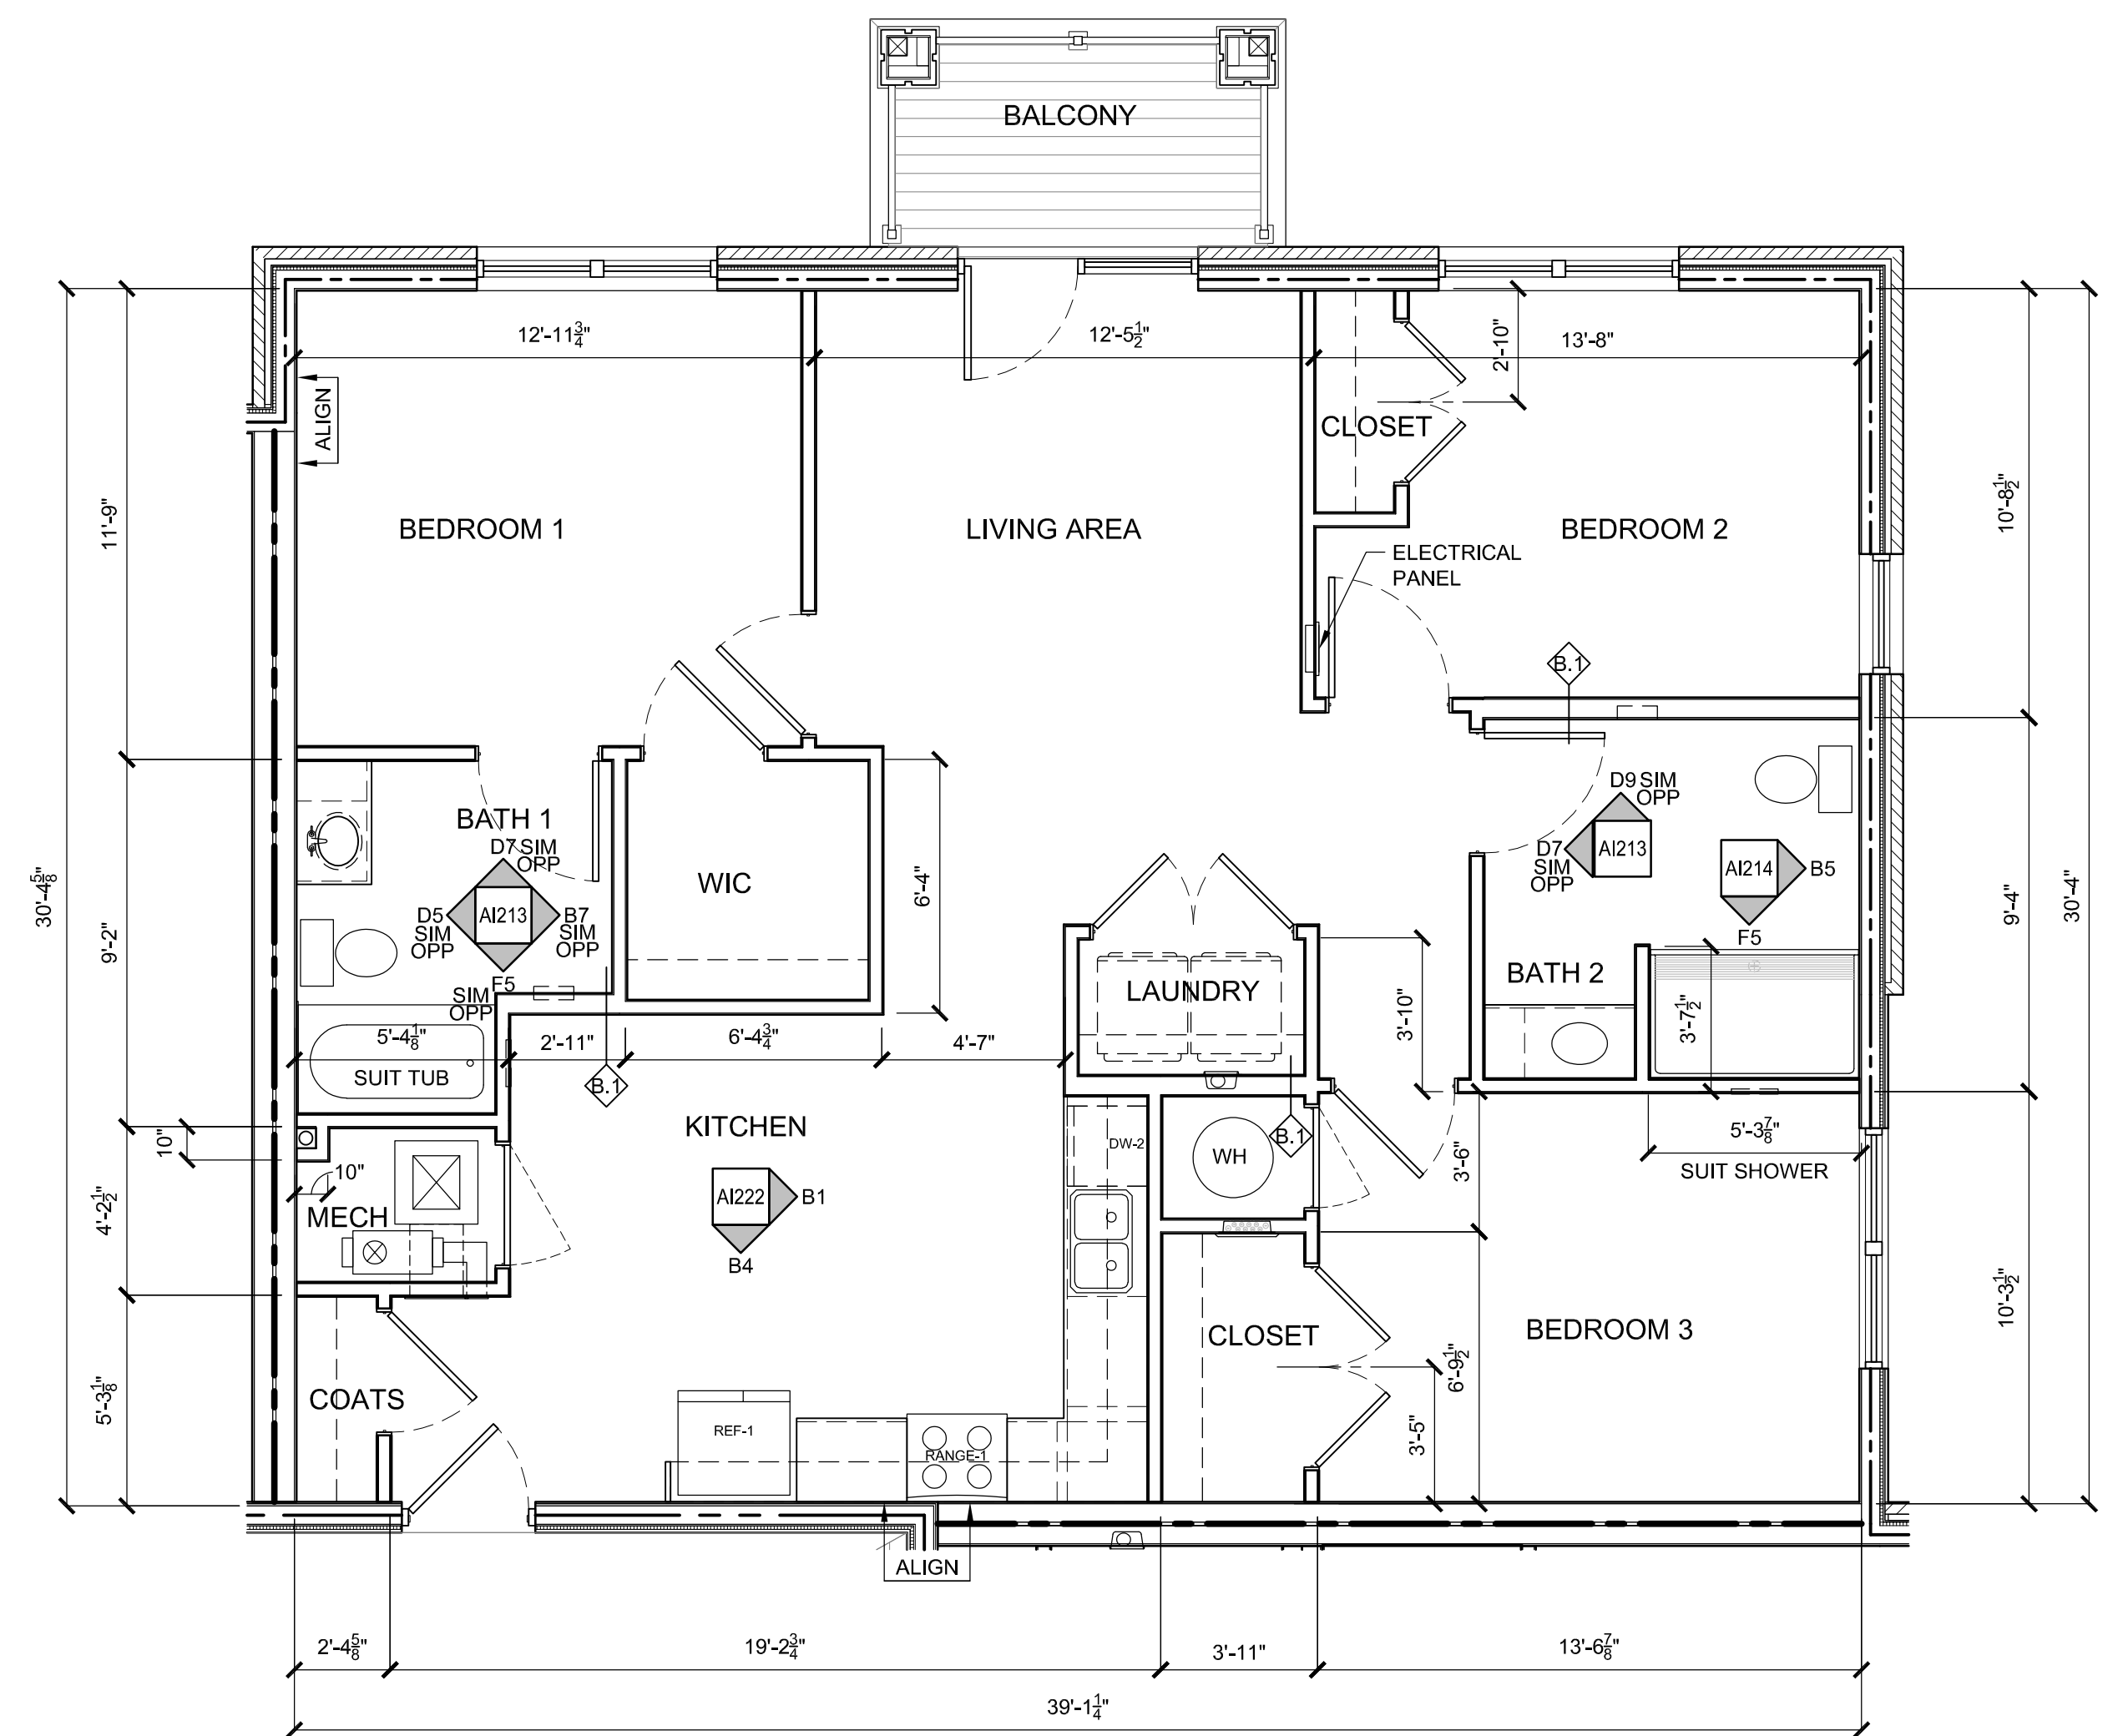 BALCONY
12'-11 3/4"
12'-5 1/2"
13'-8"
2'-10"
ALIGN
CLOSET
11'-9"
BEDROOM 1
LIVING AREA
BEDROOM 2
10'-8 1/2"
ELECTRICAL
PANEL
B.1
BATH 1
D7 SIM
OPP
D5
SIM
OPP
AI213
B7
SIM
OPP
F5
SIM
OPP
WIC
6'-4"
D9 SIM
OPP
D7
SIM
OPP
AI213
AI214
B5
F5
30'-4 5/8"
9'-2"
9'-4"
30'-4"
LAUNDRY
3'-10"
BATH 2
3'-7 1/2"
5'-4 1/8"
2'-11"
6'-4 3/4"
4'-7"
SUIT TUB
B.1
KITCHEN
DW-2
WH
B.1
3'-6"
5'-3 7/8"
SUIT SHOWER
10"
10"
4'-2 1/2"
MECH
AI222
B1
B4
CLOSET
BEDROOM 3
10'-3 1/2"
6'-9 1/2"
3'-5"
5'-3 1/8"
COATS
REF-1
RANGE-1
ALIGN
2'-4 5/8"
19'-2 3/4"
3'-11"
13'-6 7/8"
39'-1 1/4"